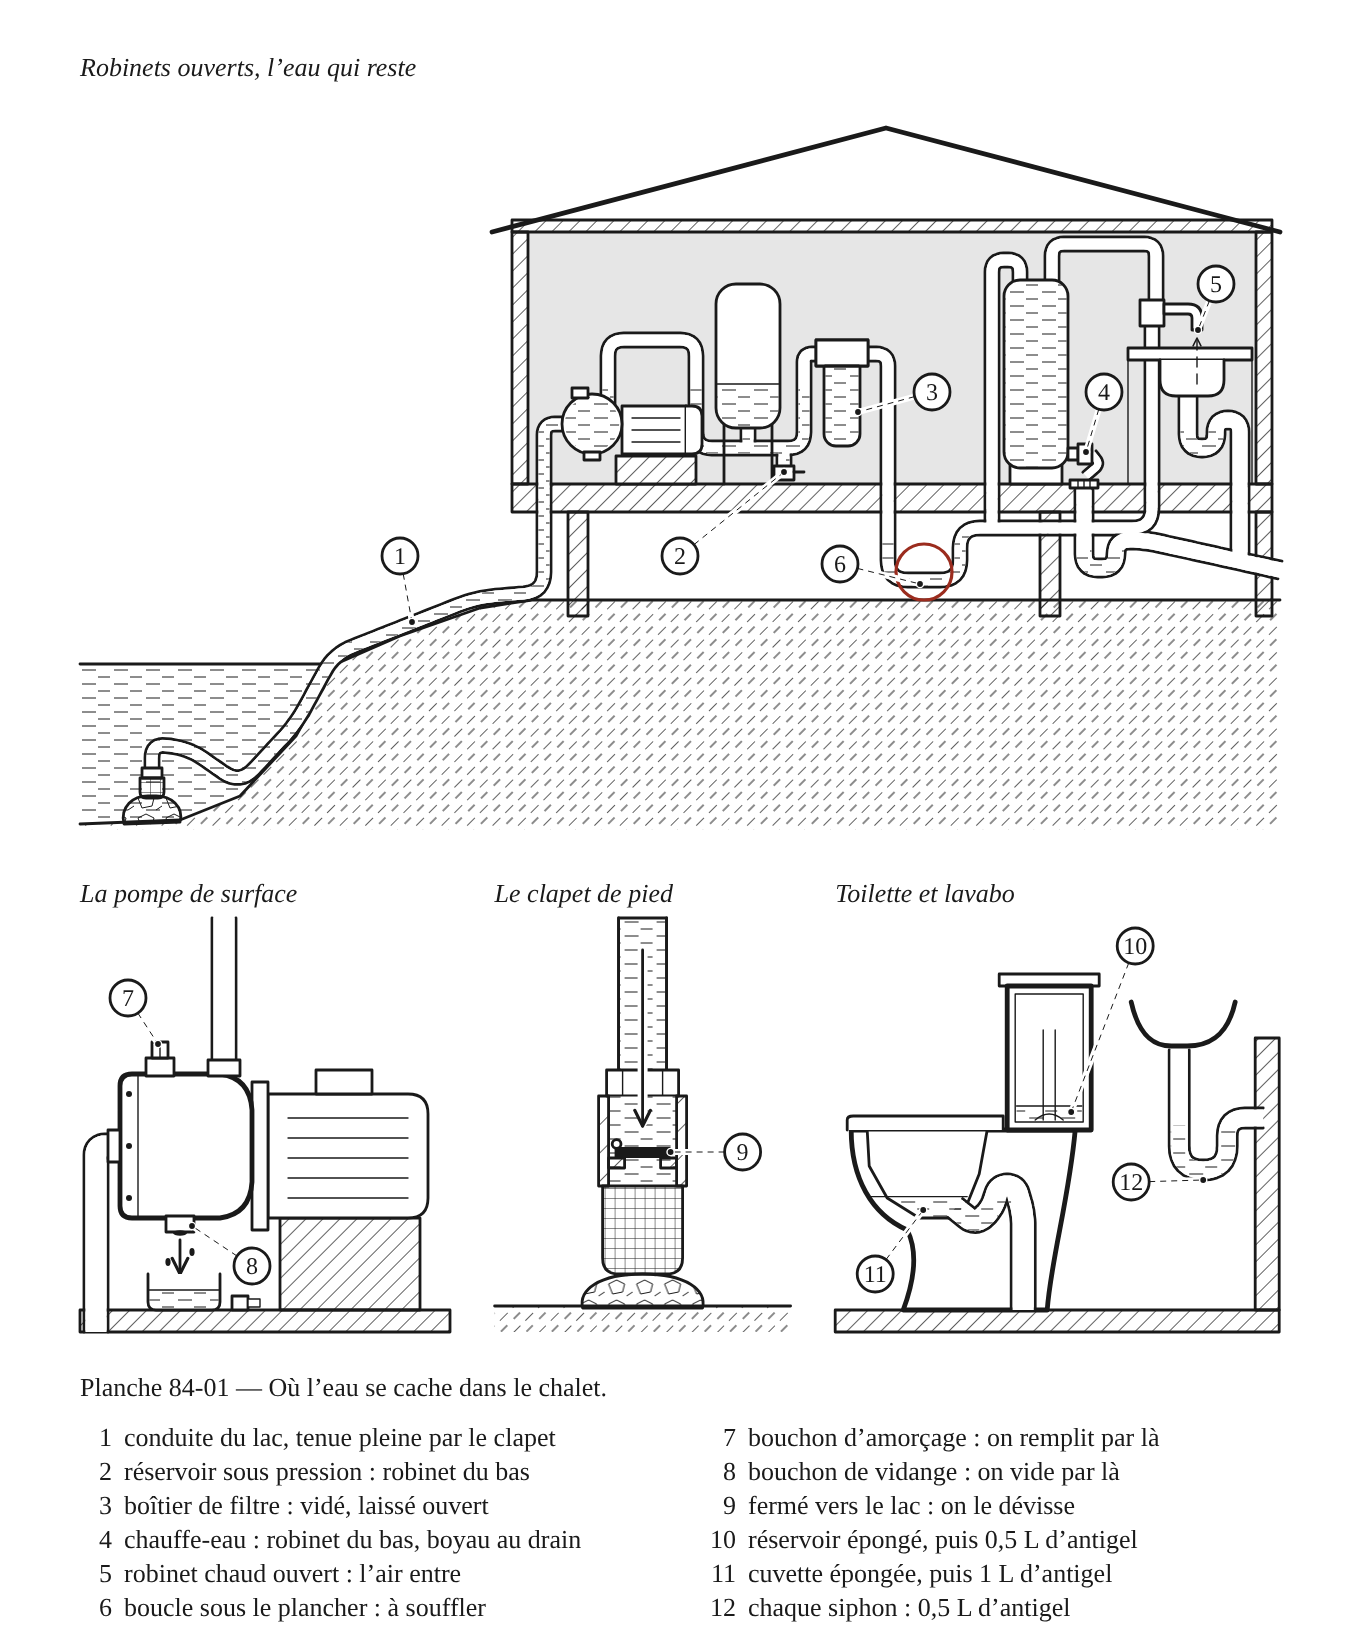 Robinets ouverts, l’eau qui reste
5
3
4
1
2
6
La pompe de surface
Le clapet de pied
Toilette et lavabo
10
7
9
12
8
11
Planche 84-01 — Où l’eau se cache dans le chalet.
1 conduite du lac, tenue pleine par le clapet
2 réservoir sous pression : robinet du bas
3 boîtier de filtre : vidé, laissé ouvert
4 chauffe-eau : robinet du bas, boyau au drain
5 robinet chaud ouvert : l’air entre
6 boucle sous le plancher : à souffler
7 bouchon d’amorçage : on remplit par là
8 bouchon de vidange : on vide par là
9 fermé vers le lac : on le dévisse
10 réservoir épongé, puis 0,5 L d’antigel
11 cuvette épongée, puis 1 L d’antigel
12 chaque siphon : 0,5 L d’antigel